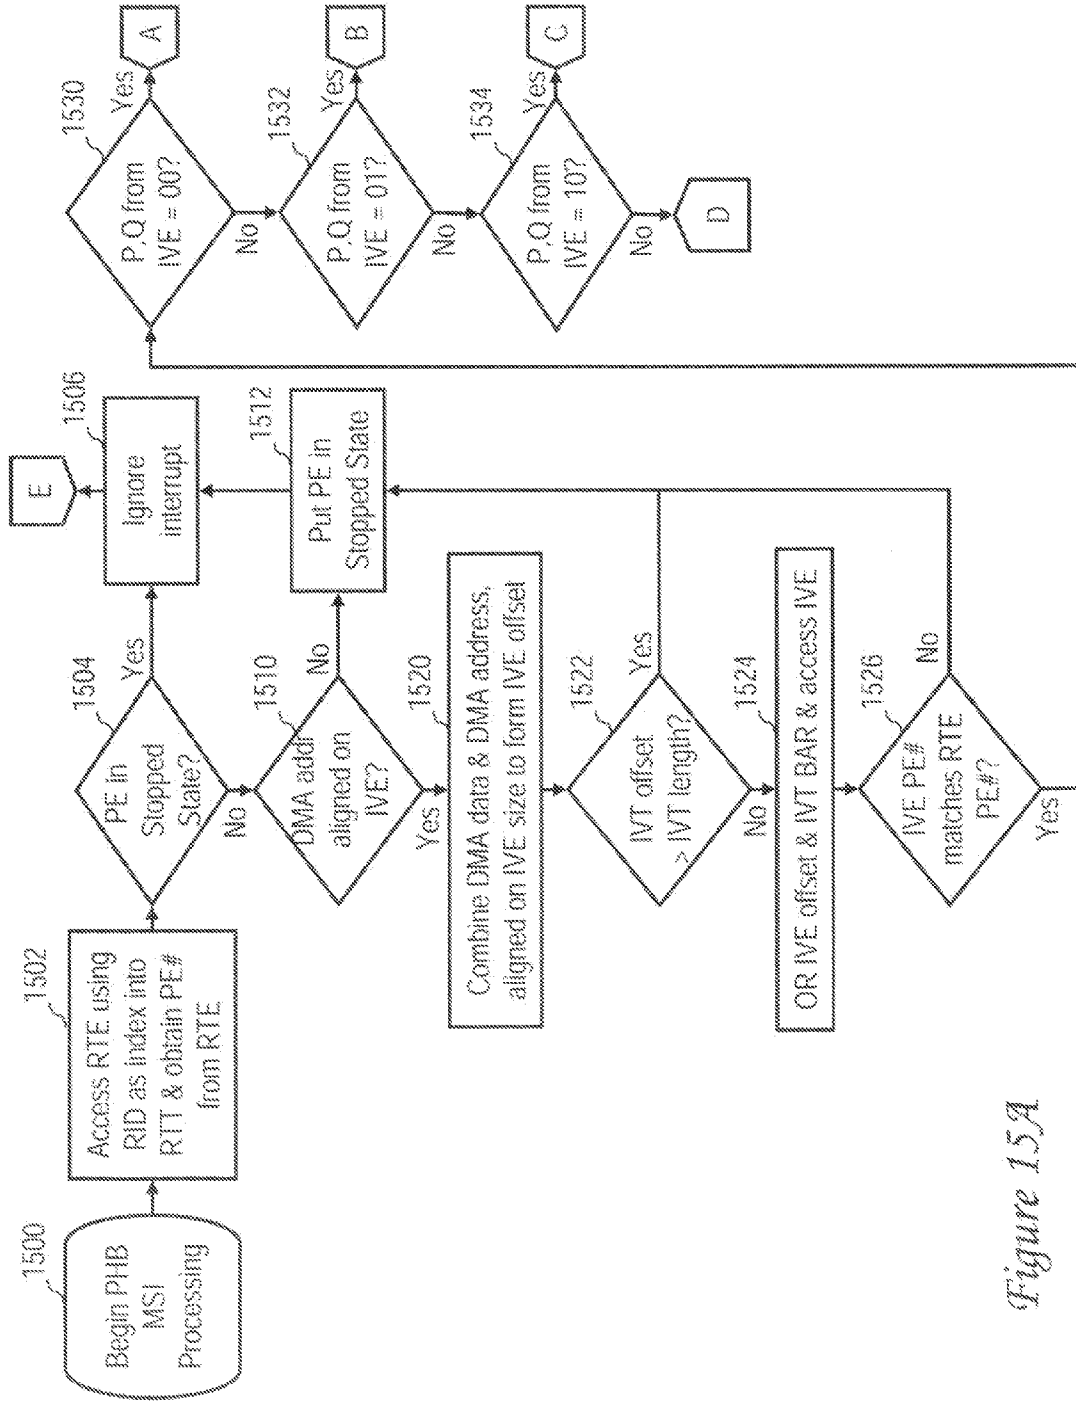 1500
Begin PHB
MSI
Processing
1502
Access RTE using
RID as index into
RTT & obtain PE#
from RTE
1504
PE in
Stopped
State?
Yes
No
1506
Ignore
interrupt
E
1510
DMA addr
aligned on
IVE?
No
Yes
1512
Put PE in
Stopped State
1520
Combine DMA data & DMA address,
aligned on IVE size to form IVE offset
1522
IVT offset
> IVT length?
Yes
No
1524
OR IVE offset & IVT BAR & access IVE
1526
IVE PE#
matches RTE
PE#?
No
Yes
1530
P,Q from
IVE = 00?
Yes
A
No
1532
P,Q from
IVE = 01?
Yes
B
No
1534
P,Q from
IVE = 10?
Yes
C
No
D
Figure 15A